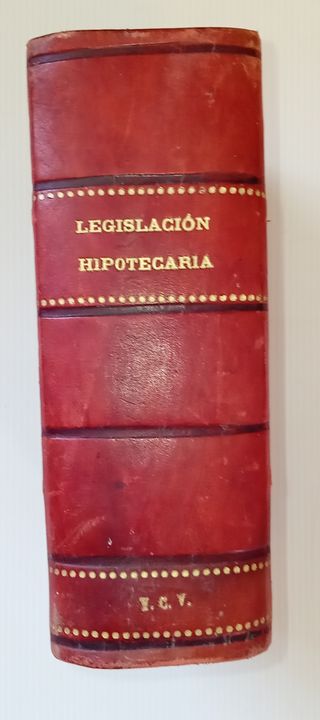 LEGISLACIÓN
HIPOTECARIA
Y. C. V.